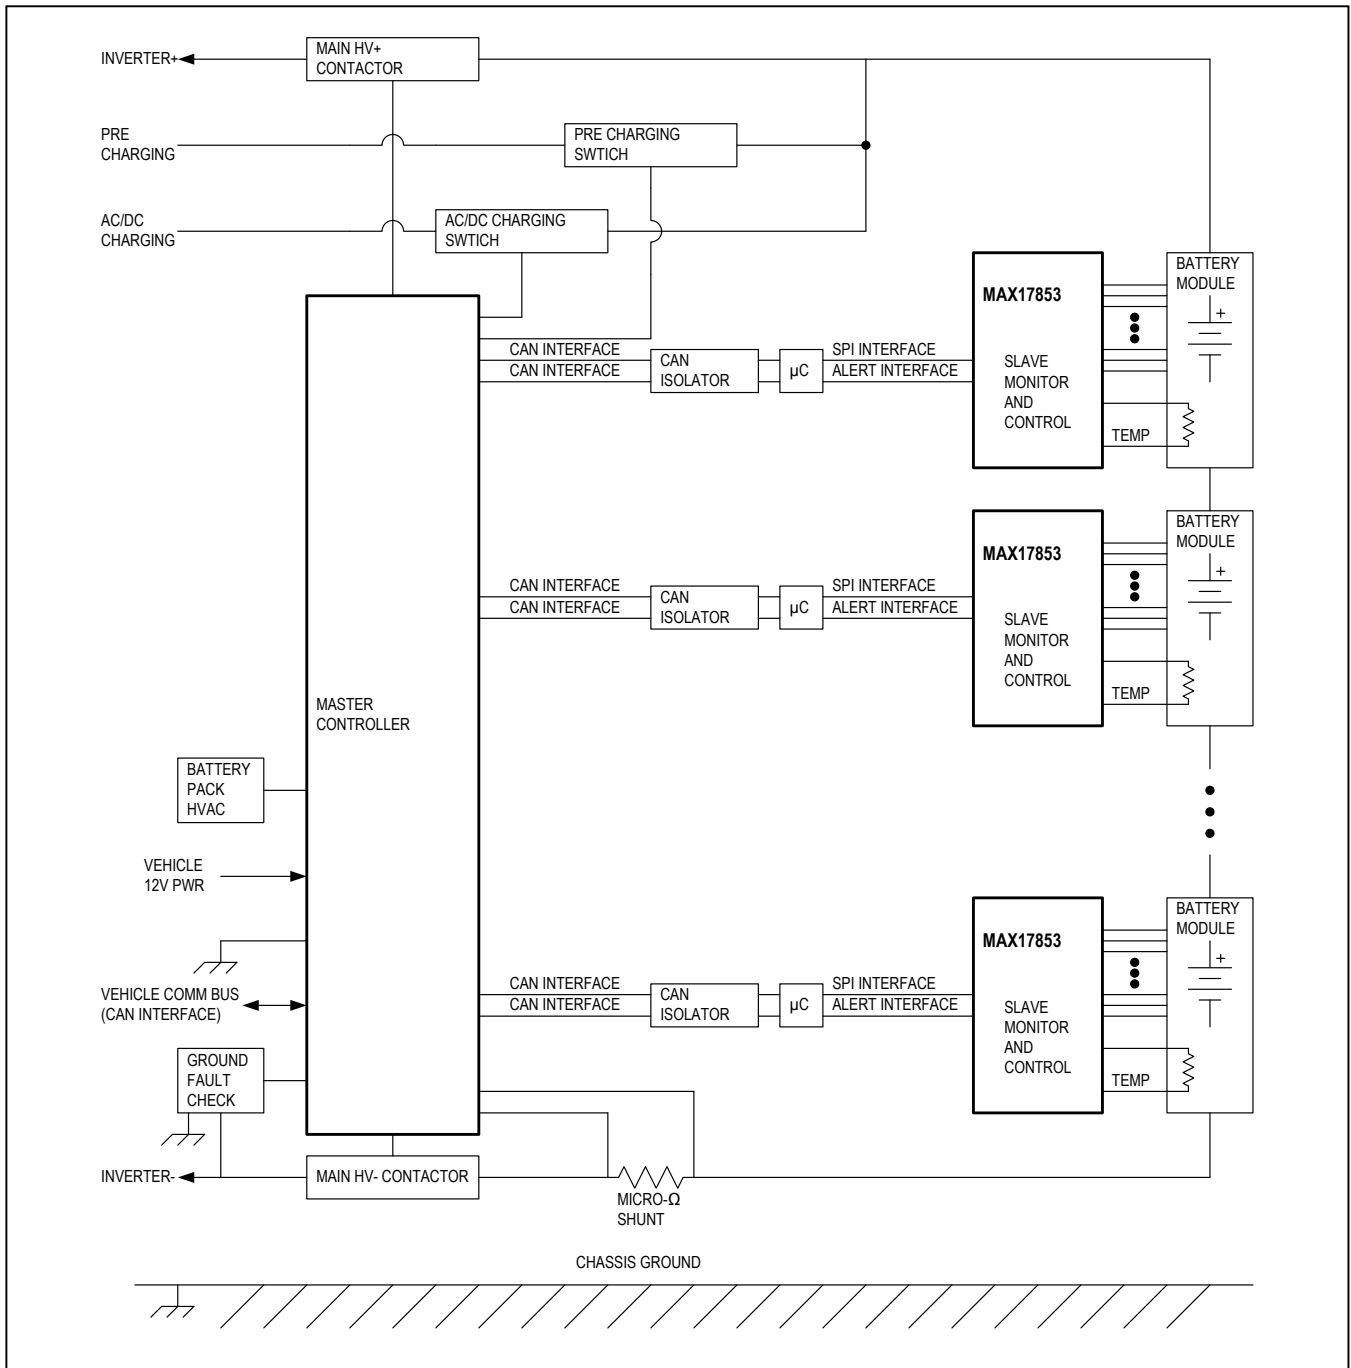 INVERTER+
MAIN HV+
CONTACTOR
PRE
CHARGING
PRE CHARGING
SWTICH
AC/DC
CHARGING
AC/DC CHARGING
SWTICH
MASTER
CONTROLLER
CAN INTERFACE
CAN INTERFACE
CAN
ISOLATOR
µC
SPI INTERFACE
ALERT INTERFACE
MAX17853
SLAVE
MONITOR
AND
CONTROL
TEMP
BATTERY
MODULE
+
CAN INTERFACE
CAN INTERFACE
CAN
ISOLATOR
µC
SPI INTERFACE
ALERT INTERFACE
MAX17853
SLAVE
MONITOR
AND
CONTROL
TEMP
BATTERY
MODULE
+
BATTERY
PACK
HVAC
VEHICLE
12V PWR
VEHICLE COMM BUS
(CAN INTERFACE)
CAN INTERFACE
CAN INTERFACE
CAN
ISOLATOR
µC
SPI INTERFACE
ALERT INTERFACE
MAX17853
SLAVE
MONITOR
AND
CONTROL
TEMP
BATTERY
MODULE
+
GROUND
FAULT
CHECK
INVERTER-
MAIN HV- CONTACTOR
MICRO-Ω
SHUNT
CHASSIS GROUND